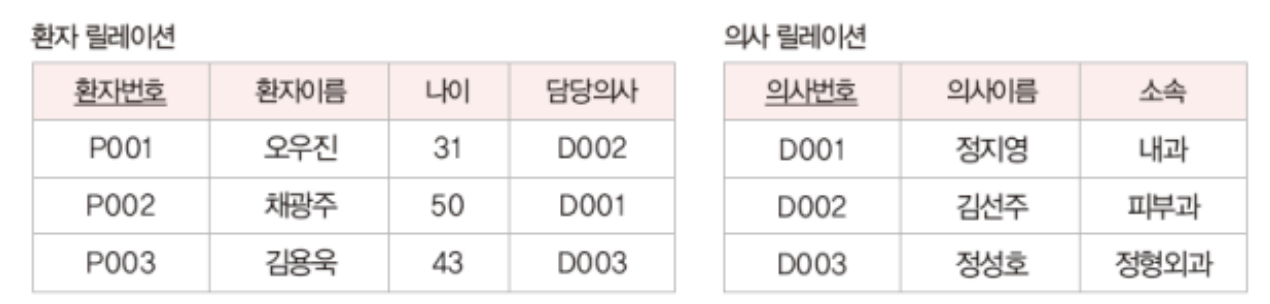 환자 릴레이션
환자번호 환자이름 나이 담당의사
P001 오우진 31 D002
P002 채광주 50 D001
P003 김용욱 43 D003
의사 릴레이션
의사번호 의사이름 소속
D001 정지영 내과
D002 김선주 피부과
D003 정성호 정형외과